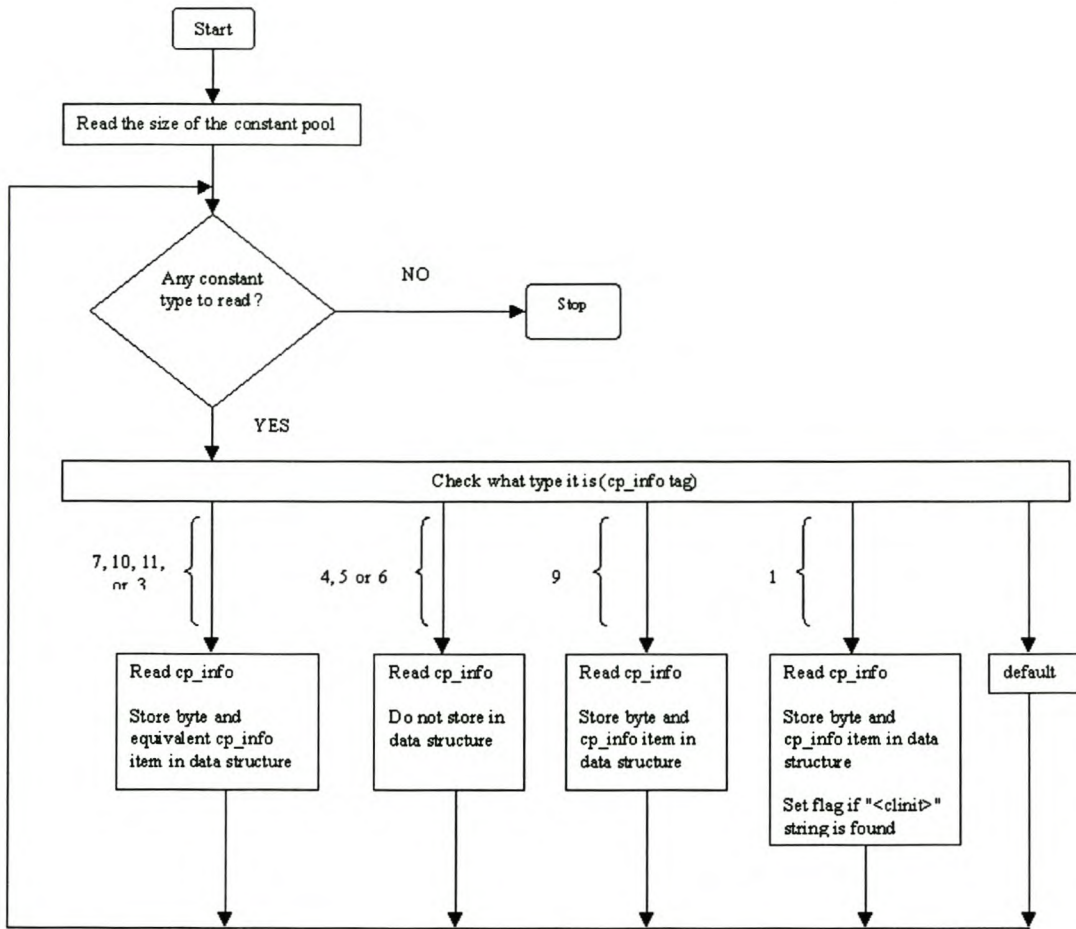 Start
Read the size of the constant pool
Any constant
type to read?
NO
Stop
YES
Check what type it is (cp_info tag)
7, 10, 11,
or 3
4, 5 or 6
9
1
Read cp_info
Store byte and
equivalent cp_info
item in data structure
Read cp_info
Do not store in
data structure
Read cp_info
Store byte and
cp_info item in
data structure
Read cp_info
Store byte and
cp_info item in data
structure
Set flag if "<clinit>"
string is found
default